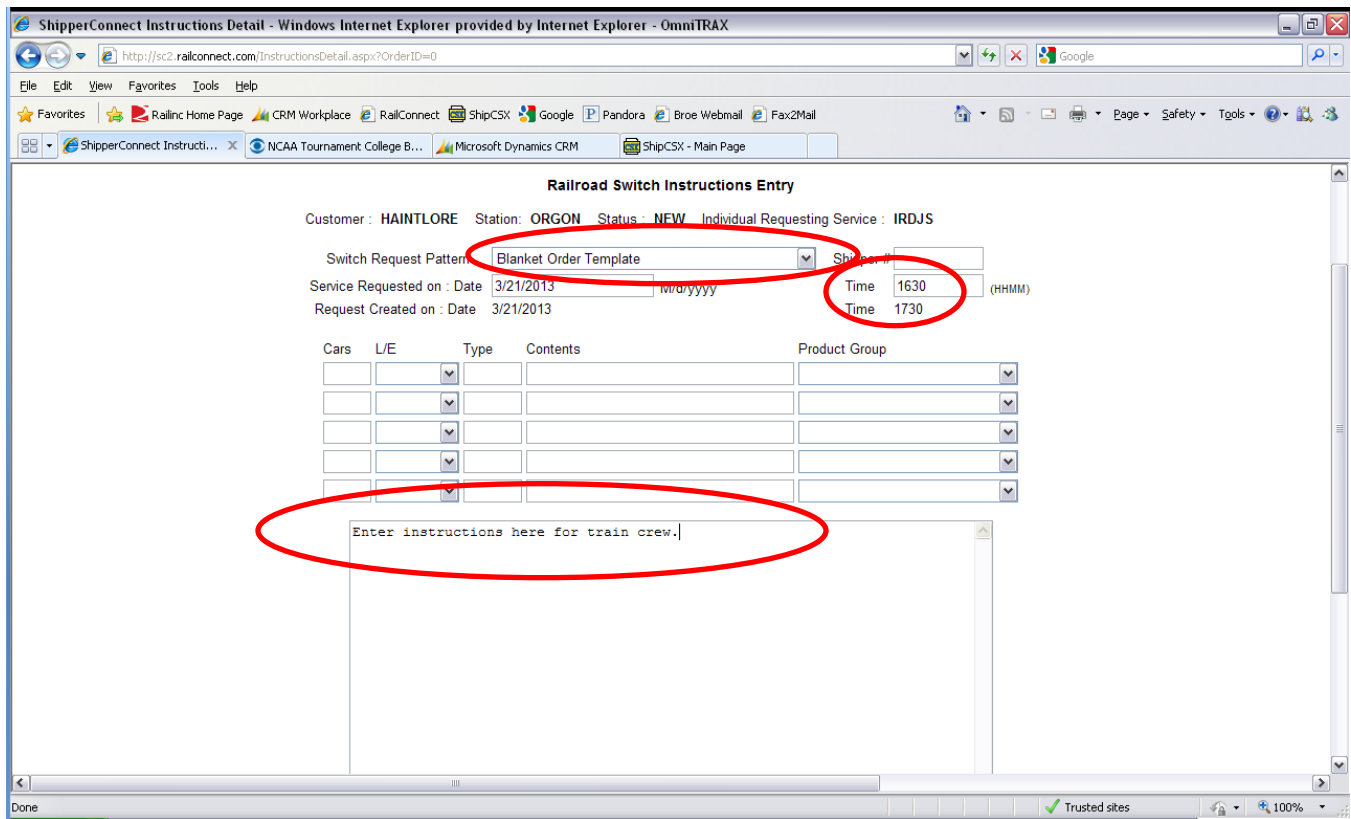 ShipperConnect Instructions Detail - Windows Internet Explorer provided by Internet Explorer - OmniTRAX
http://sc2.railconnect.com/InstructionsDetail.aspx?OrderID=0 Google
File Edit View Favorites Tools Help
Favorites Railinc Home Page CRM Workplace RailConnect ShipCSX Google Pandora Broe Webmail Fax2Mail Page Safety Tools
ShipperConnect Instructi... X NCAA Tournament College B... Microsoft Dynamics CRM ShipCSX - Main Page
Railroad Switch Instructions Entry
Customer : HAINTLORE Station: ORGON Status : NEW Individual Requesting Service : IRDJS
Switch Request Pattern Blanket Order Template Shipper #
Service Requested on : Date 3/21/2013 M/d/yyyy Time 1630 (HHMM)
Request Created on : Date 3/21/2013 Time 1730
Cars L/E Type Contents Product Group
Enter instructions here for train crew.
Done Trusted sites 100%